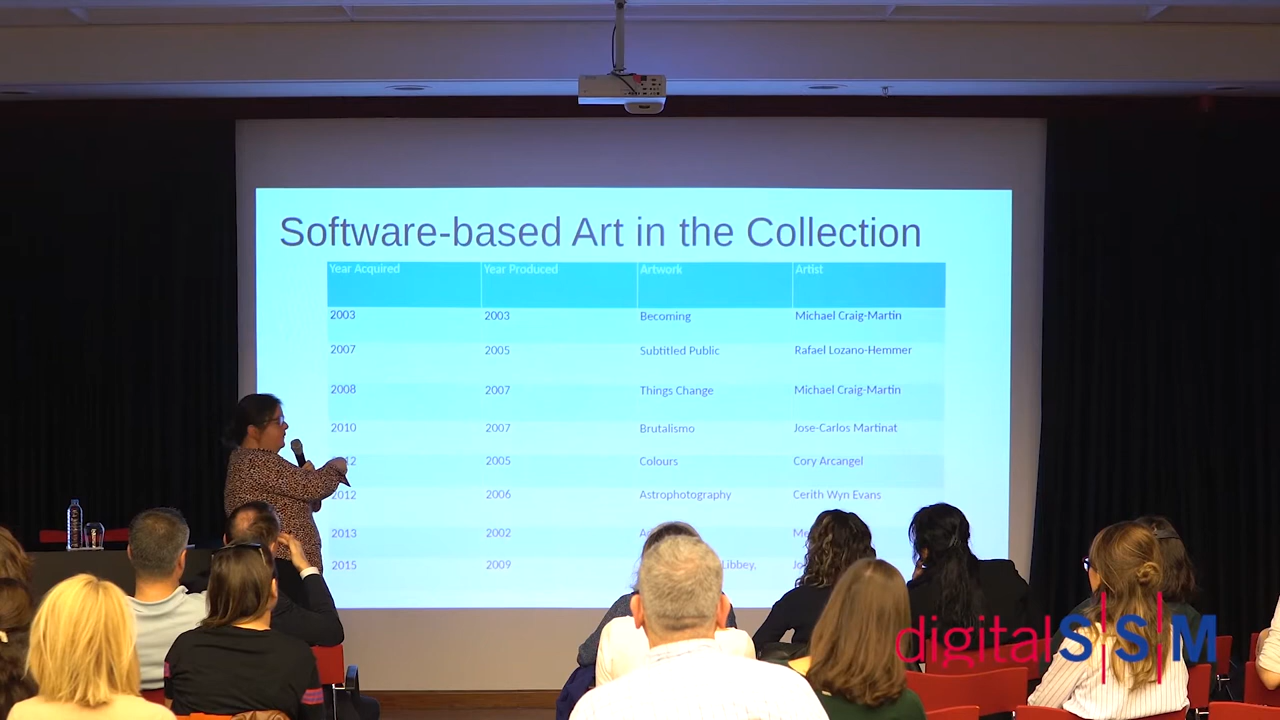 Software-based Art in the Collection
Year Acquired Year Produced Artwork Artist
2003 2003 Becoming Michael Craig-Martin
2007 2005 Subtitled Public Rafael Lozano-Hemmer
2008 2007 Things Change Michael Craig-Martin
2010 2007 Brutalismo Jose-Carlos Martinat
2005 Colours Cory Arcangel
2012 2006 Astrophotography Cerith Wyn Evans
2013 2002
2015 2009 Libbey,
digitalSSM